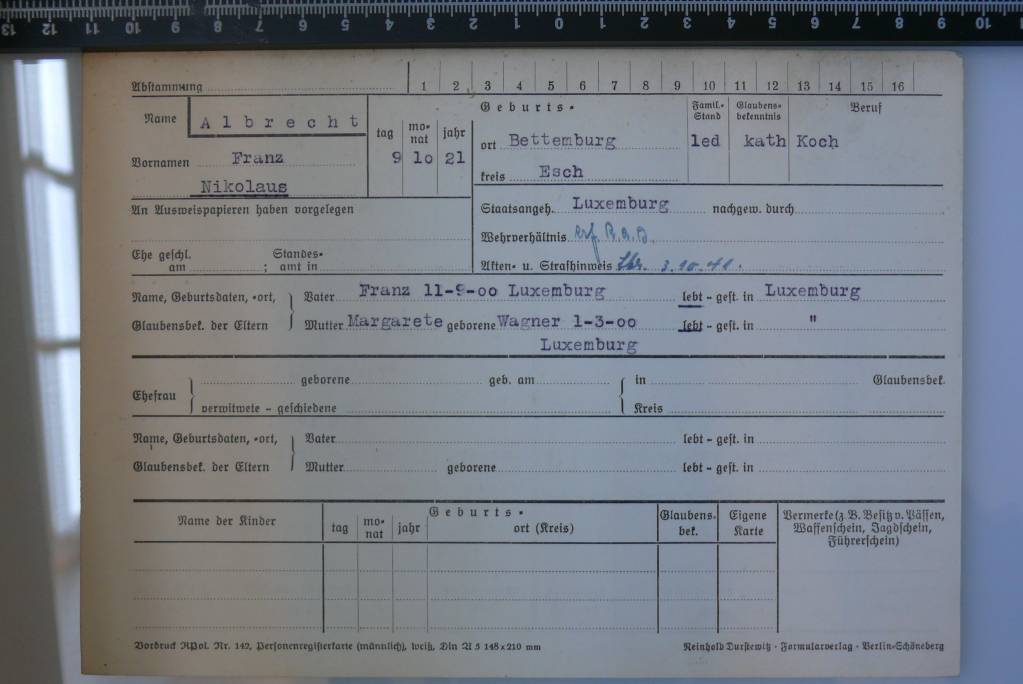 13 12 11 10 9 8 7 6 5 4 3 2 1 0 1 2 3 4 5 6 7 8 9 10
Abstammung 1 2 3 4 5 6 7 8 9 10 11 12 13 14 15 16
Name Albrecht
Vornamen Franz
Nikolaus
tag monat jahr
9 10 21
Geburts-
ort Bettemburg
kreis Esch
Famil.-Stand
led
Glaubens-bekenntnis
kath
Beruf
Koch
An Ausweispapieren haben vorgelegen
Staatsangeh. Luxemburg nachgew. durch
Wehrverhältnis erf. R.A.D.
Ehe geschl. am ; Standes-amt in
Akten- u. Strafhinweis 3.10.41.
Name, Geburtsdaten, -ort, Vater Franz 11-9-00 Luxemburg lebt - gest. in Luxemburg
Glaubensbek. der Eltern Mutter Margarete geborene Wagner 1-3-00 lebt - gest. in "
Luxemburg
Ehefrau geborene geb. am in Glaubensbek.
verwitwete - geschiedene Kreis
Name, Geburtsdaten, -ort, Vater lebt - gest. in
Glaubensbek. der Eltern Mutter geborene lebt - gest. in
Name der Kinder
Geburts-
tag monat jahr ort (Kreis)
Glaubens-bek.
Eigene Karte
Vermerke (z. B. Besitz v. Pässen,
Waffenschein, Jagdschein,
Führerschein)
Vordruck RPol. Nr. 142, Personenregisterkarte (männlich), weiß, Din A 5 148x210 mm
Reinhold Durstewitz · Formularverlag · Berlin-Schöneberg